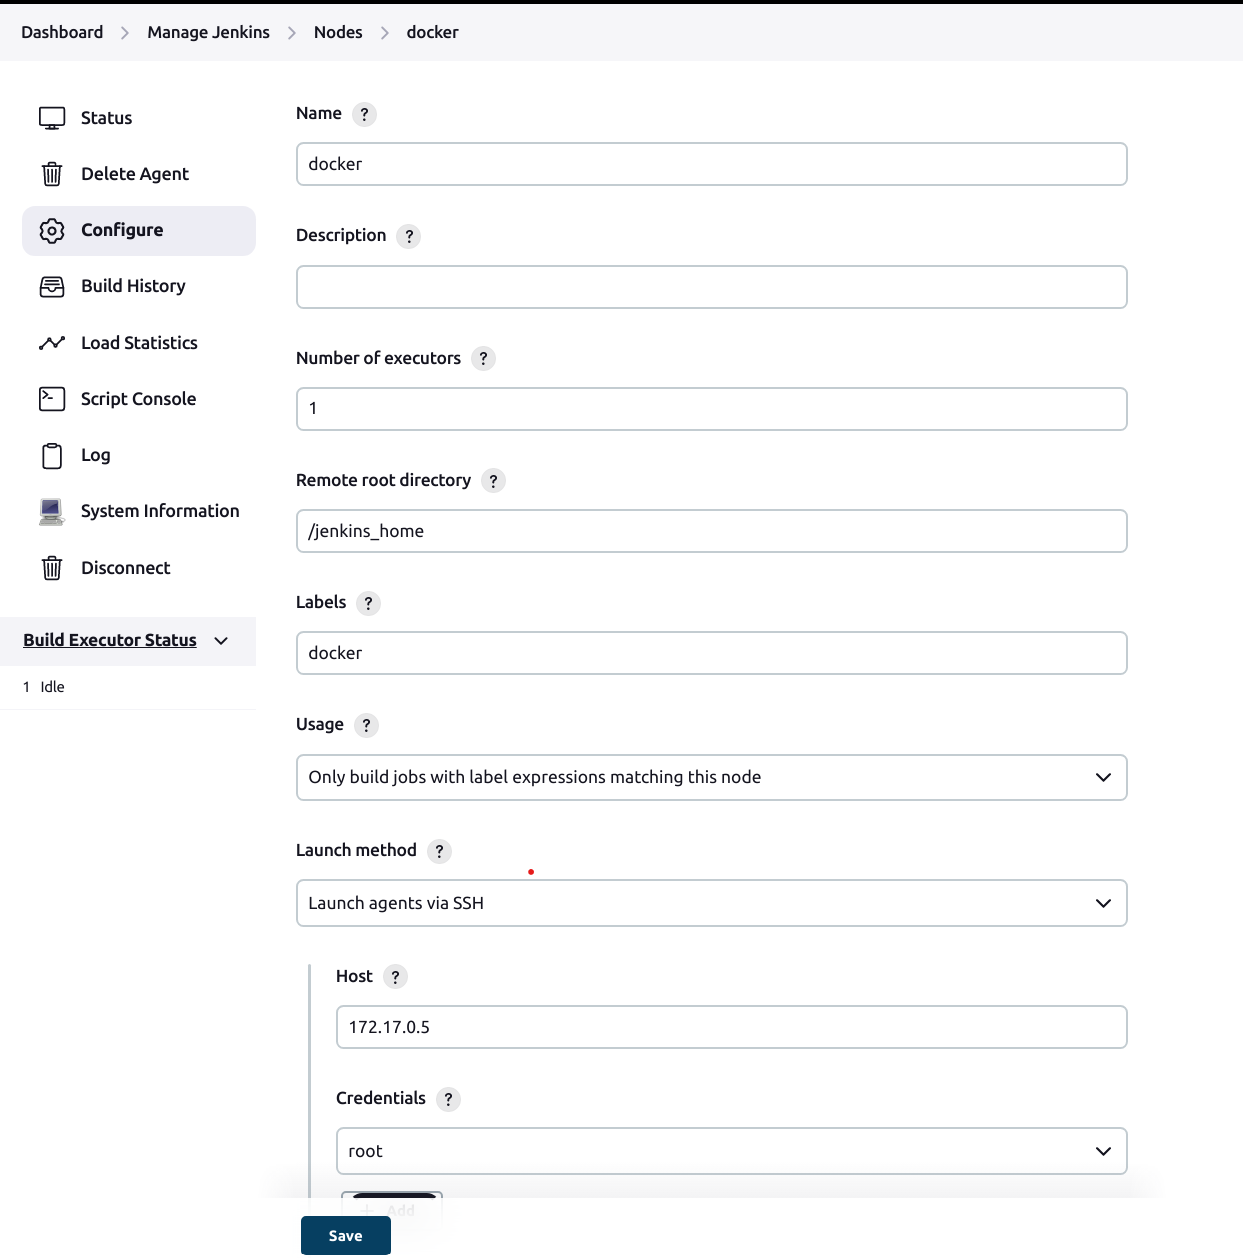 Dashboard > Manage Jenkins > Nodes > docker
Status
Delete Agent
Configure
Build History
Load Statistics
Script Console
Log
System Information
Disconnect
Build Executor Status
1 Idle
Name ?
docker
Description ?
Number of executors ?
1
Remote root directory ?
/jenkins_home
Labels ?
docker
Usage ?
Only build jobs with label expressions matching this node
Launch method ?
Launch agents via SSH
Host ?
172.17.0.5
Credentials ?
root
+ Add
Save